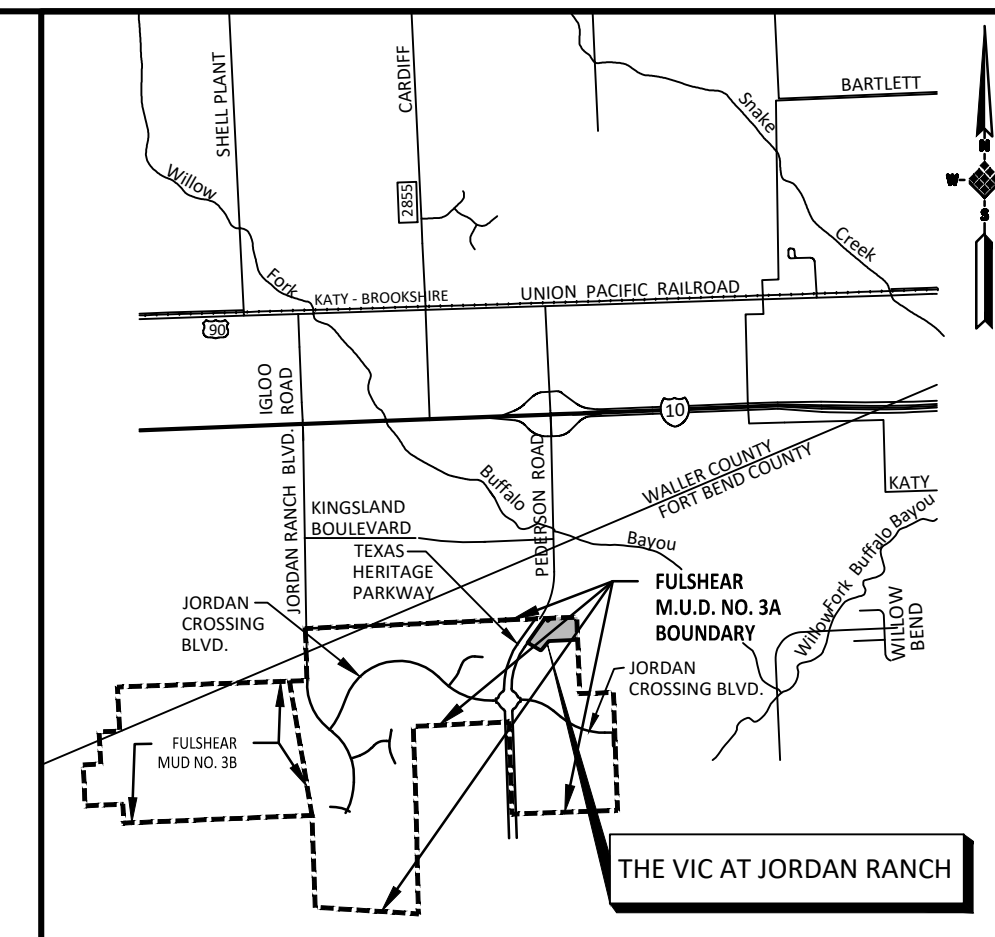 SHELL PLANT
CARDIFF
BARTLETT
Snake
Creek
Willow
Fork
2855
N
W
S
KATY - BROOKSHIRE
UNION PACIFIC RAILROAD
90
IGLOO
ROAD
10
JORDAN RANCH BLVD.
PEDERSON ROAD
Buffalo
Bayou
WALLER COUNTY
FORT BEND COUNTY
KATY
KINGSLAND
BOULEVARD
TEXAS
HERITAGE
PARKWAY
JORDAN
CROSSING
BLVD.
FULSHEAR
M.U.D. NO. 3A
BOUNDARY
Willow Fork Buffalo Bayou
WILLOW
BEND
JORDAN
CROSSING BLVD.
FULSHEAR
MUD NO. 3B
THE VIC AT JORDAN RANCH